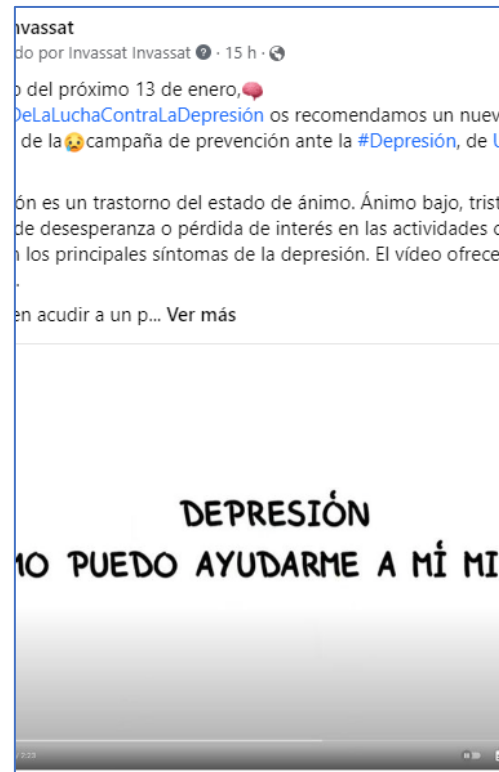 nvassat
do por Invassat Invassat · 15 h ·
o del próximo 13 de enero,🧠
DeLaLuchaContraLaDepresión os recomendamos un nuev
de la😥campaña de prevención ante la #Depresión, de U
ón es un trastorno del estado de ánimo. Ánimo bajo, trist
de desesperanza o pérdida de interés en las actividades c
n los principales síntomas de la depresión. El vídeo ofrece
.
en acudir a un p... Ver más
DEPRESIÓN
MO PUEDO AYUDARME A MÍ MI
/ 2:23